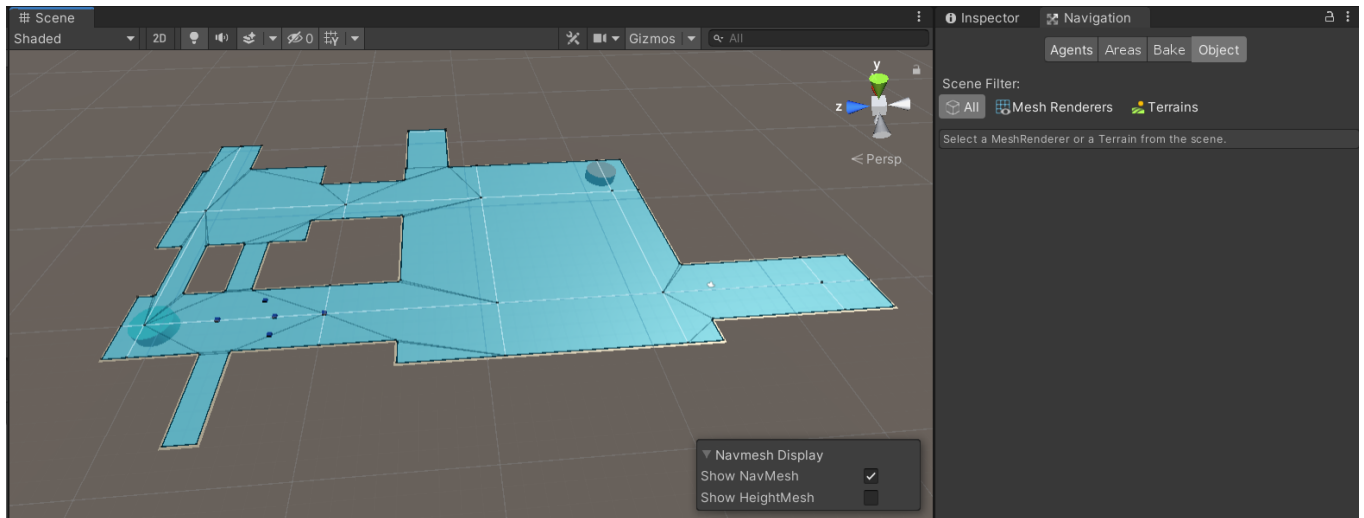 # Scene
Inspector
Navigation
Shaded
2D
0
Gizmos
All
Agents
Areas
Bake
Object
Scene Filter:
All
Mesh Renderers
Terrains
Select a MeshRenderer or a Terrain from the scene.
y
z
< Persp
Navmesh Display
Show NavMesh
Show HeightMesh